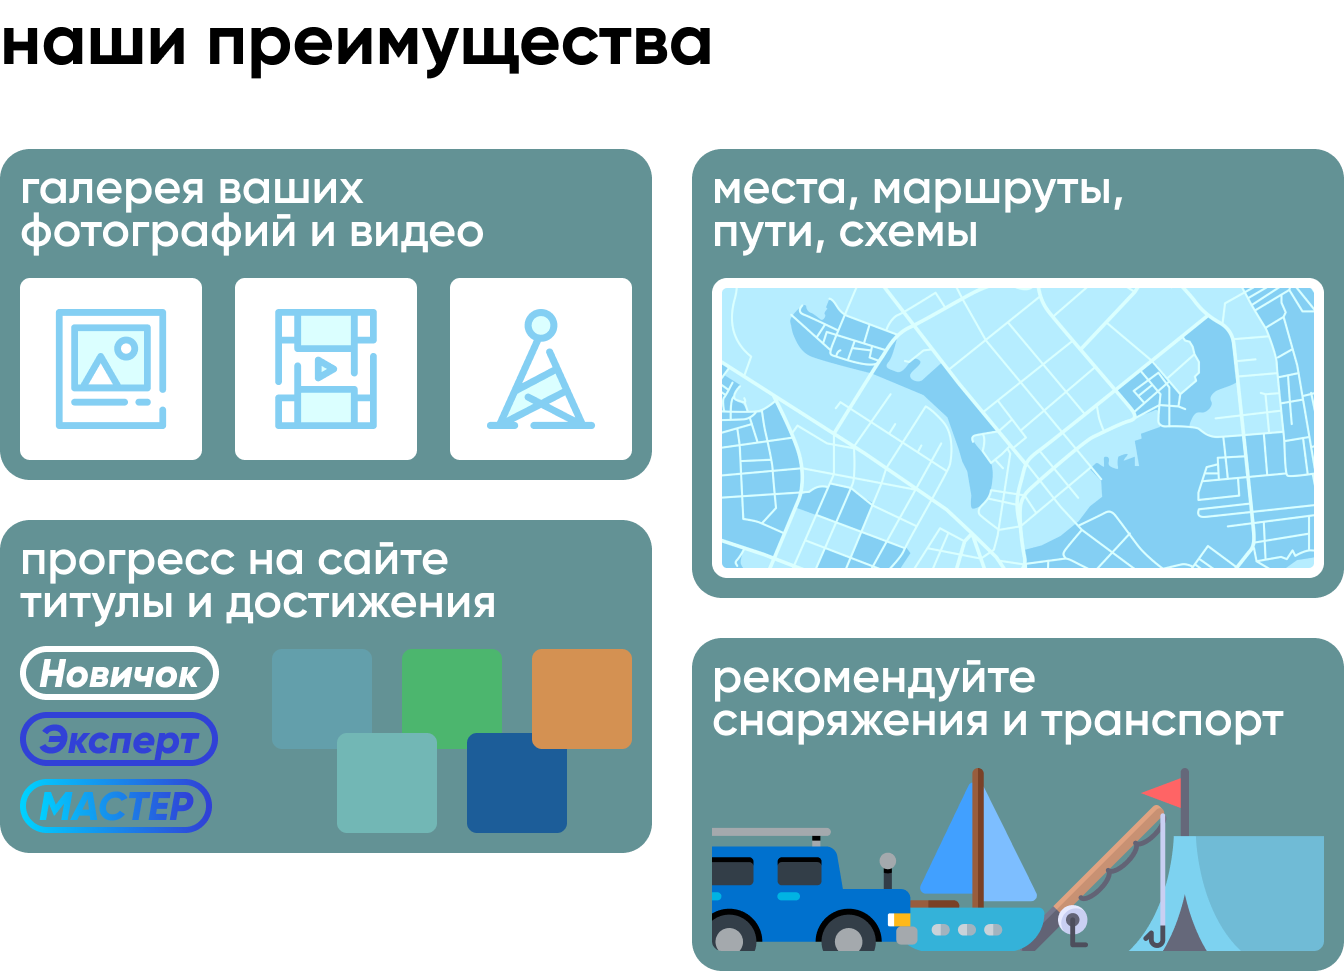 наши преимущества
галерея ваших
фотографий и видео
места, маршруты,
пути, схемы
прогресс на сайте
титулы и достижения
Новичок
Эксперт
МАСТЕР
рекомендуйте
снаряжения и транспорт